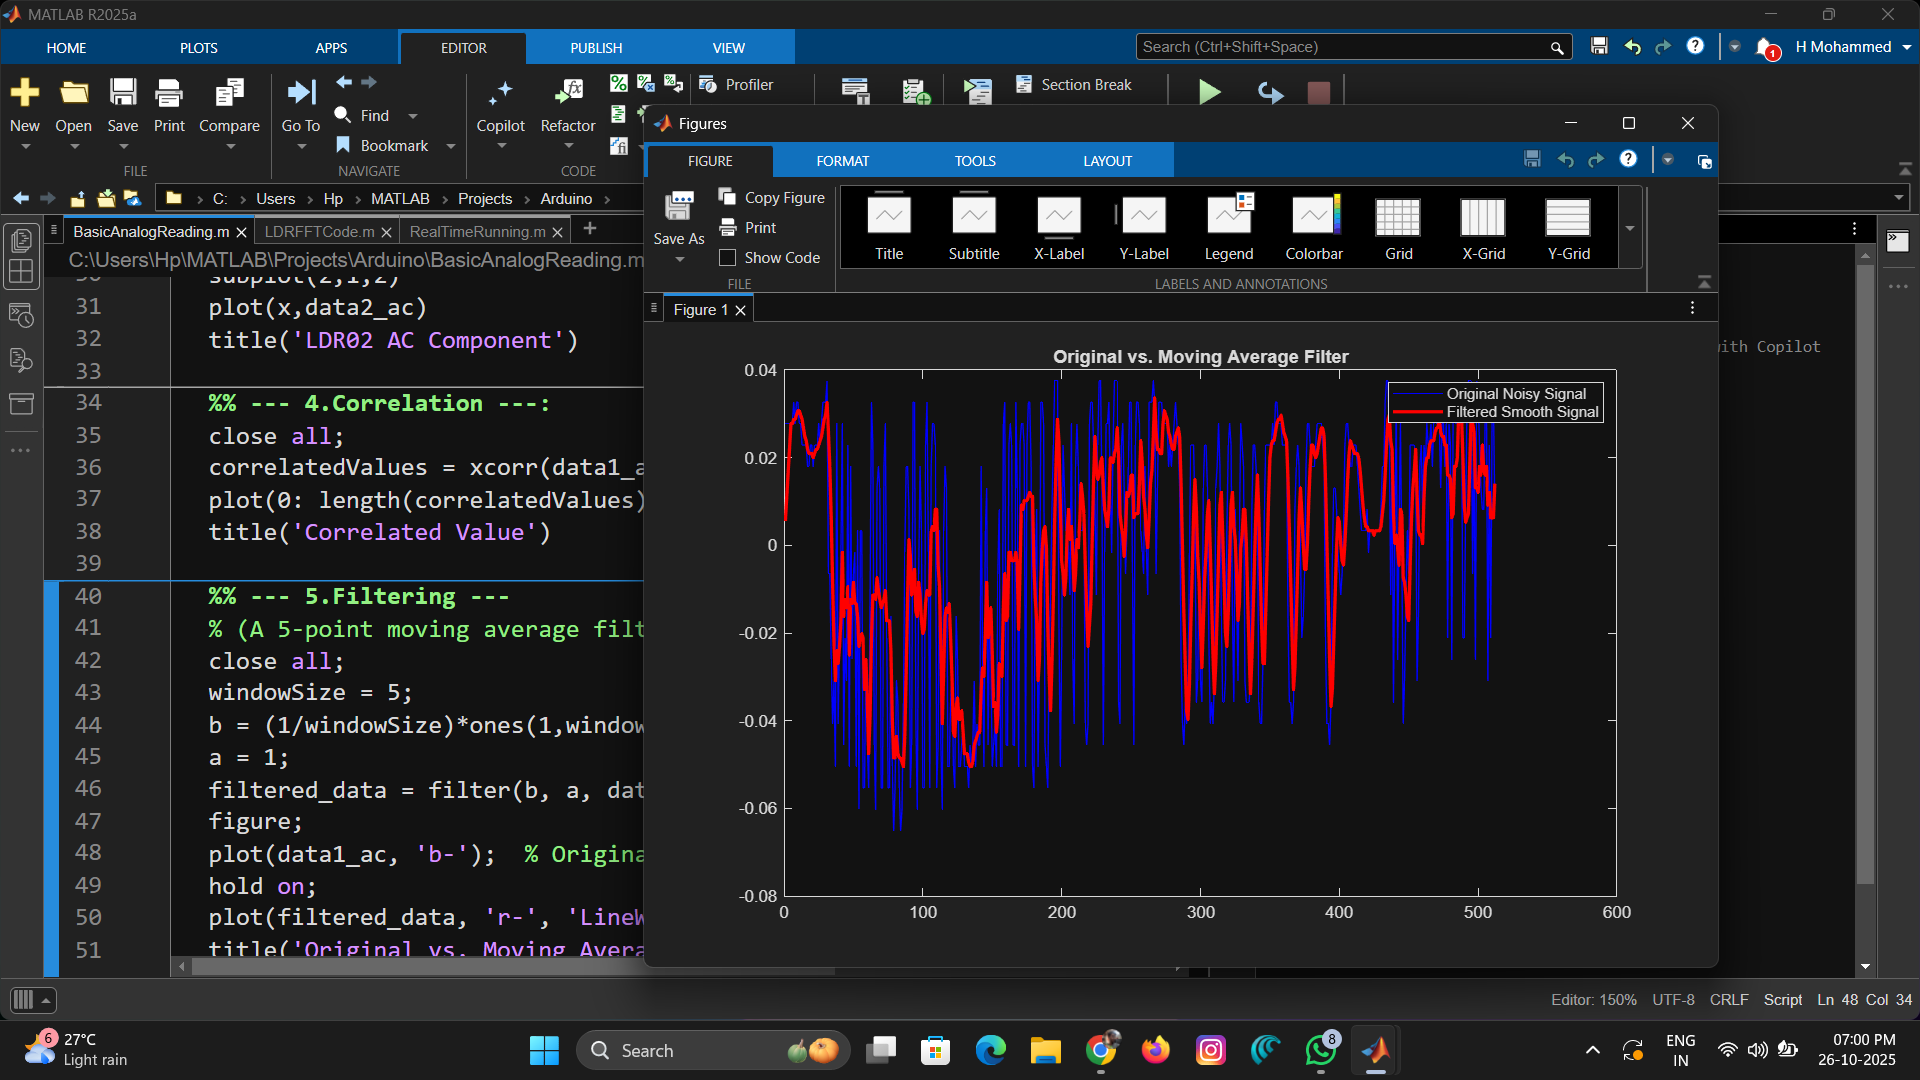 MATLAB R2025a
HOME PLOTS APPS EDITOR PUBLISH VIEW
Search (Ctrl+Shift+Space)
1
H Mohammed
New Open Save Print Compare
FILE
Go To
Find
Bookmark
NAVIGATE
Copilot Refactor
CODE
Profiler
Section Break
C: Users Hp MATLAB Projects Arduino
BasicAnalogReading.m LDRFFTCode.m RealTimeRunning.m
C:\Users\Hp\MATLAB\Projects\Arduino\BasicAnalogReading.m
30 subplot(2,1,2)
31 plot(x,data2_ac)
32 title('LDR02 AC Component')
33
34 %% --- 4.Correlation ---:
35 close all;
36 correlatedValues = xcorr(data1_a
37 plot(0: length(correlatedValues)
38 title('Correlated Value')
39
40 %% --- 5.Filtering ---
41 % (A 5-point moving average filt
42 close all;
43 windowSize = 5;
44 b = (1/windowSize)*ones(1,window
45 a = 1;
46 filtered_data = filter(b, a, dat
47 figure;
48 plot(data1_ac, 'b-'); % Origina
49 hold on;
50 plot(filtered_data, 'r-', 'LineW
51 title('Original vs. Moving Avera
Figures
FIGURE FORMAT TOOLS LAYOUT
Save As
Copy Figure
Print
Show Code
FILE
Title Subtitle X-Label Y-Label Legend Colorbar Grid X-Grid Y-Grid
LABELS AND ANNOTATIONS
Figure 1
Original vs. Moving Average Filter
Original Noisy Signal
Filtered Smooth Signal
0.04
0.02
0
-0.02
-0.04
-0.06
-0.08
0 100 200 300 400 500 600
ith Copilot
Editor: 150% UTF-8 CRLF Script Ln 48 Col 34
6
27°C
Light rain
Search
8
ENG
IN
07:00 PM
26-10-2025